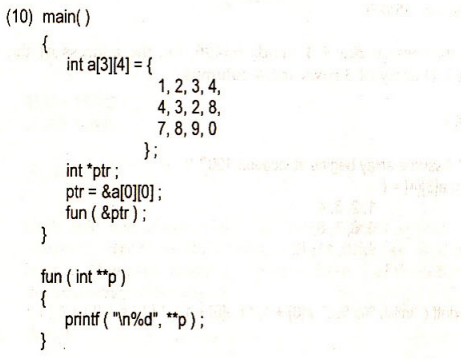 (10) main( )
{
int a[3][4] = {
1, 2, 3, 4,
4, 3, 2, 8,
7, 8, 9, 0
} ;
int *ptr ;
ptr = &a[0][0] ;
fun ( &ptr ) ;
}
fun ( int **p )
{
printf ( "\n%d", **p ) ;
}